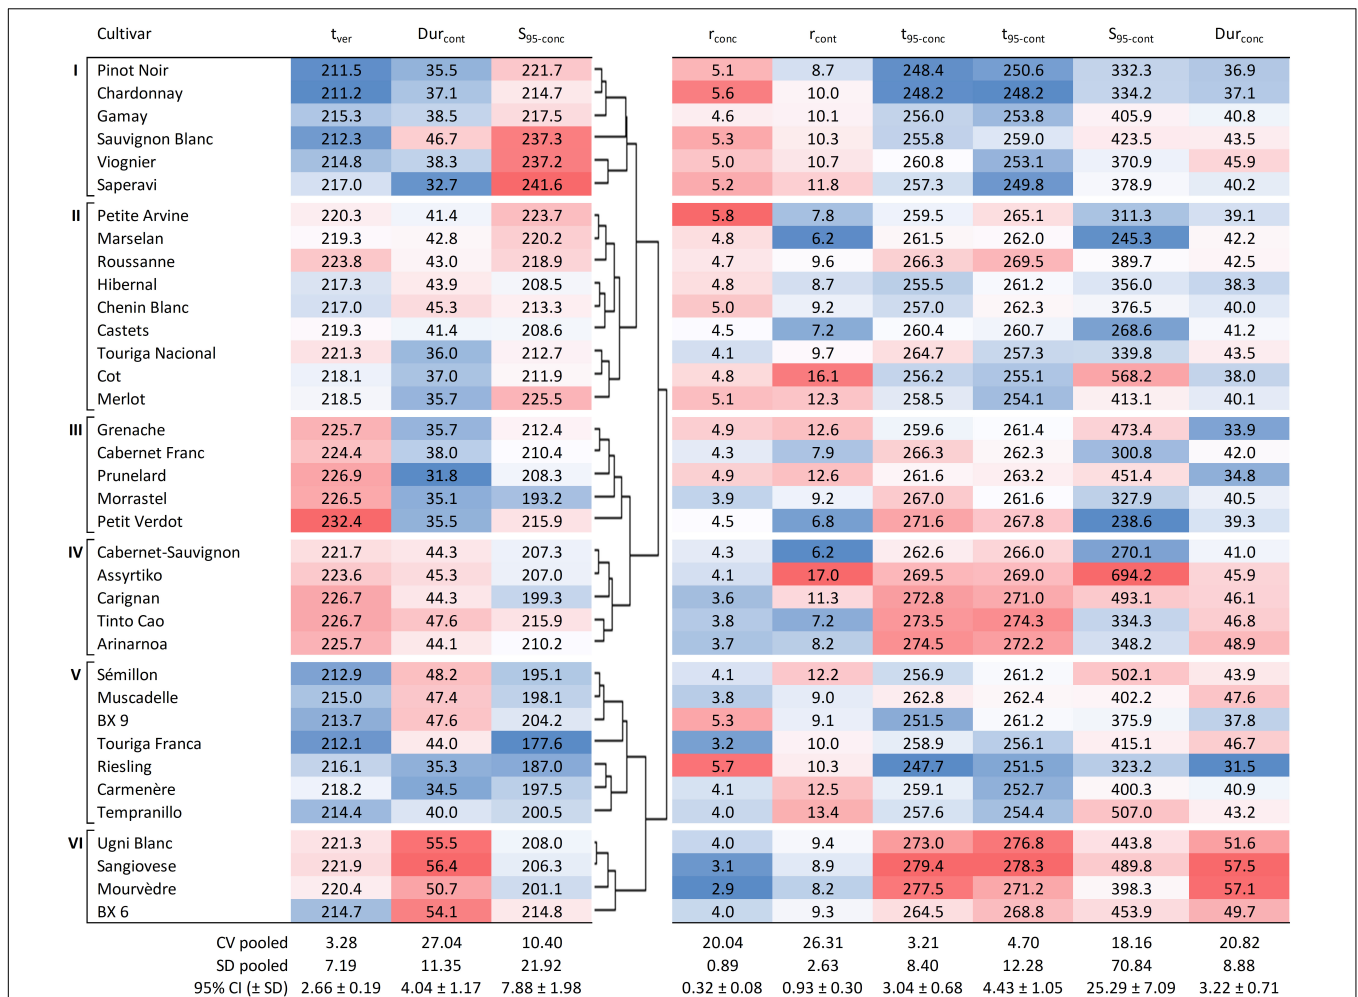 Cultivar tver Durcont S95-conc rconc rcont t95-conc t95-cont S95-cont Durconc
I Pinot Noir 211.5 35.5 221.7 5.1 8.7 248.4 250.6 332.3 36.9
Chardonnay 211.2 37.1 214.7 5.6 10.0 248.2 248.2 334.2 37.1
Gamay 215.3 38.5 217.5 4.6 10.1 256.0 253.8 405.9 40.8
Sauvignon Blanc 212.3 46.7 237.3 5.3 10.3 255.8 259.0 423.5 43.5
Viognier 214.8 38.3 237.2 5.0 10.7 260.8 253.1 370.9 45.9
Saperavi 217.0 32.7 241.6 5.2 11.8 257.3 249.8 378.9 40.2
II Petite Arvine 220.3 41.4 223.7 5.8 7.8 259.5 265.1 311.3 39.1
Marselan 219.3 42.8 220.2 4.8 6.2 261.5 262.0 245.3 42.2
Roussanne 223.8 43.0 218.9 4.7 9.6 266.3 269.5 389.7 42.5
Hibernal 217.3 43.9 208.5 4.8 8.7 255.5 261.2 356.0 38.3
Chenin Blanc 217.0 45.3 213.3 5.0 9.2 257.0 262.3 376.5 40.0
Castets 219.3 41.4 208.6 4.5 7.2 260.4 260.7 268.6 41.2
Touriga Nacional 221.3 36.0 212.7 4.1 9.7 264.7 257.3 339.8 43.5
Cot 218.1 37.0 211.9 4.8 16.1 256.2 255.1 568.2 38.0
Merlot 218.5 35.7 225.5 5.1 12.3 258.5 254.1 413.1 40.1
III Grenache 225.7 35.7 212.4 4.9 12.6 259.6 261.4 473.4 33.9
Cabernet Franc 224.4 38.0 210.4 4.3 7.9 266.3 262.3 300.8 42.0
Prunelard 226.9 31.8 208.3 4.9 12.6 261.6 263.2 451.4 34.8
Morrastel 226.5 35.1 193.2 3.9 9.2 267.0 261.6 327.9 40.5
Petit Verdot 232.4 35.5 215.9 4.5 6.8 271.6 267.8 238.6 39.3
IV Cabernet-Sauvignon 221.7 44.3 207.3 4.3 6.2 262.6 266.0 270.1 41.0
Assyrtiko 223.6 45.3 207.0 4.1 17.0 269.5 269.0 694.2 45.9
Carignan 226.7 44.3 199.3 3.6 11.3 272.8 271.0 493.1 46.1
Tinto Cao 226.7 47.6 215.9 3.8 7.2 273.5 274.3 334.3 46.8
Arinarnoa 225.7 44.1 210.2 3.7 8.2 274.5 272.2 348.2 48.9
V Sémillon 212.9 48.2 195.1 4.1 12.2 256.9 261.2 502.1 43.9
Muscadelle 215.0 47.4 198.1 3.8 9.0 262.8 262.4 402.2 47.6
BX 9 213.7 47.6 204.2 5.3 9.1 251.5 261.2 375.9 37.8
Touriga Franca 212.1 44.0 177.6 3.2 10.0 258.9 256.1 415.1 46.7
Riesling 216.1 35.3 187.0 5.7 10.3 247.7 251.5 323.2 31.5
Carmenère 218.2 34.5 197.5 4.1 12.5 259.1 252.7 400.3 40.9
Tempranillo 214.4 40.0 200.5 4.0 13.4 257.6 254.4 507.0 43.2
VI Ugni Blanc 221.3 55.5 208.0 4.0 9.4 273.0 276.8 443.8 51.6
Sangiovese 221.9 56.4 206.3 3.1 8.9 279.4 278.3 489.8 57.5
Mourvèdre 220.4 50.7 201.1 2.9 8.2 277.5 271.2 398.3 57.1
BX 6 214.7 54.1 214.8 4.0 9.3 264.5 268.8 453.9 49.7
CV pooled 3.28 27.04 10.40 20.04 26.31 3.21 4.70 18.16 20.82
SD pooled 7.19 11.35 21.92 0.89 2.63 8.40 12.28 70.84 8.88
95% CI (± SD) 2.66 ± 0.19 4.04 ± 1.17 7.88 ± 1.98 0.32 ± 0.08 0.93 ± 0.30 3.04 ± 0.68 4.43 ± 1.05 25.29 ± 7.09 3.22 ± 0.71